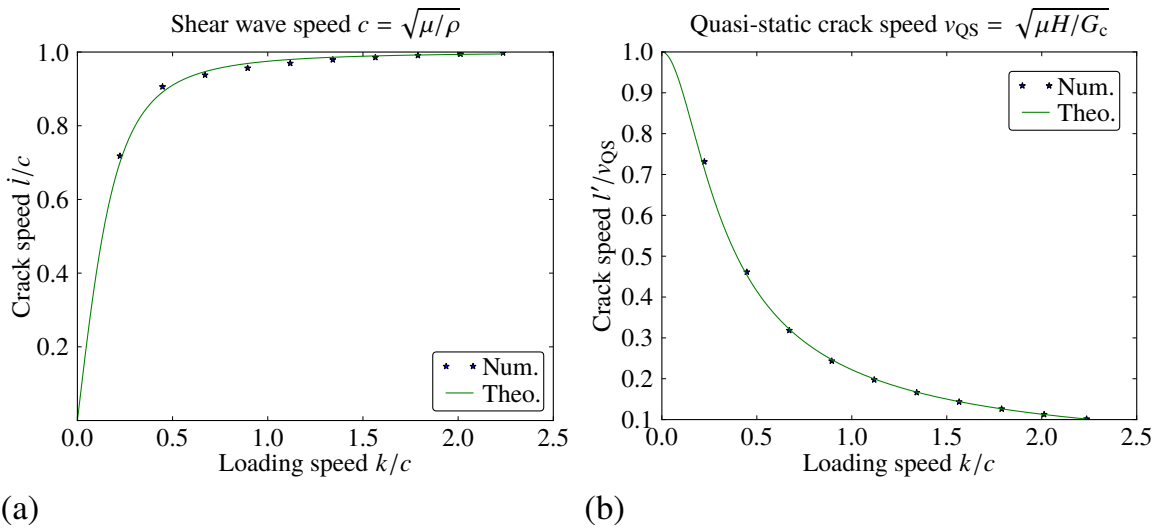 Shear wave speed c = √μ/ρ
1.0
0.8
0.6
0.4
0.2
0.0 0.5 1.0 1.5 2.0 2.5
Crack speed l̇/c
Loading speed k/c
Num.
Theo.
(a)
Quasi-static crack speed v_QS = √μH/G_c
1.0
0.9
0.8
0.7
0.6
0.5
0.4
0.3
0.2
0.1
0.0 0.5 1.0 1.5 2.0 2.5
Crack speed l′/v_QS
Loading speed k/c
Num.
Theo.
(b)